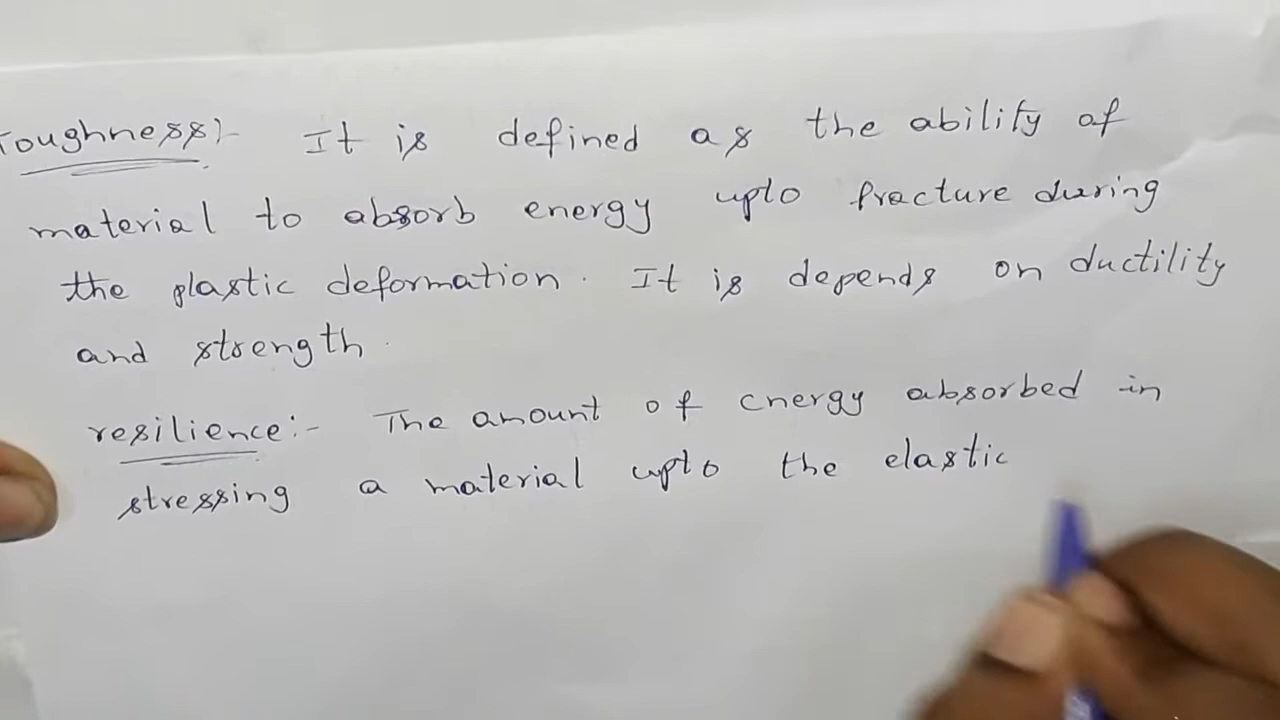 Toughness:- It is defined as the ability of
material to absorb energy upto fracture during
the plastic deformation. It is depends on ductility
and strength.
resilience:- The amount of energy absorbed in
stressing a material upto the elastic